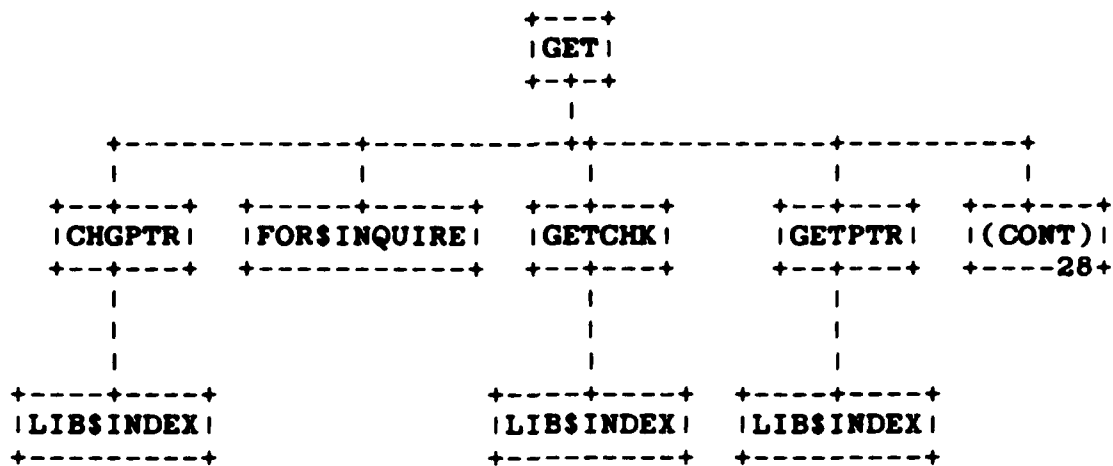 GET
CHGPTR FOR$INQUIRE GETCHK GETPTR (CONT)
28
LIB$INDEX LIB$INDEX LIB$INDEX